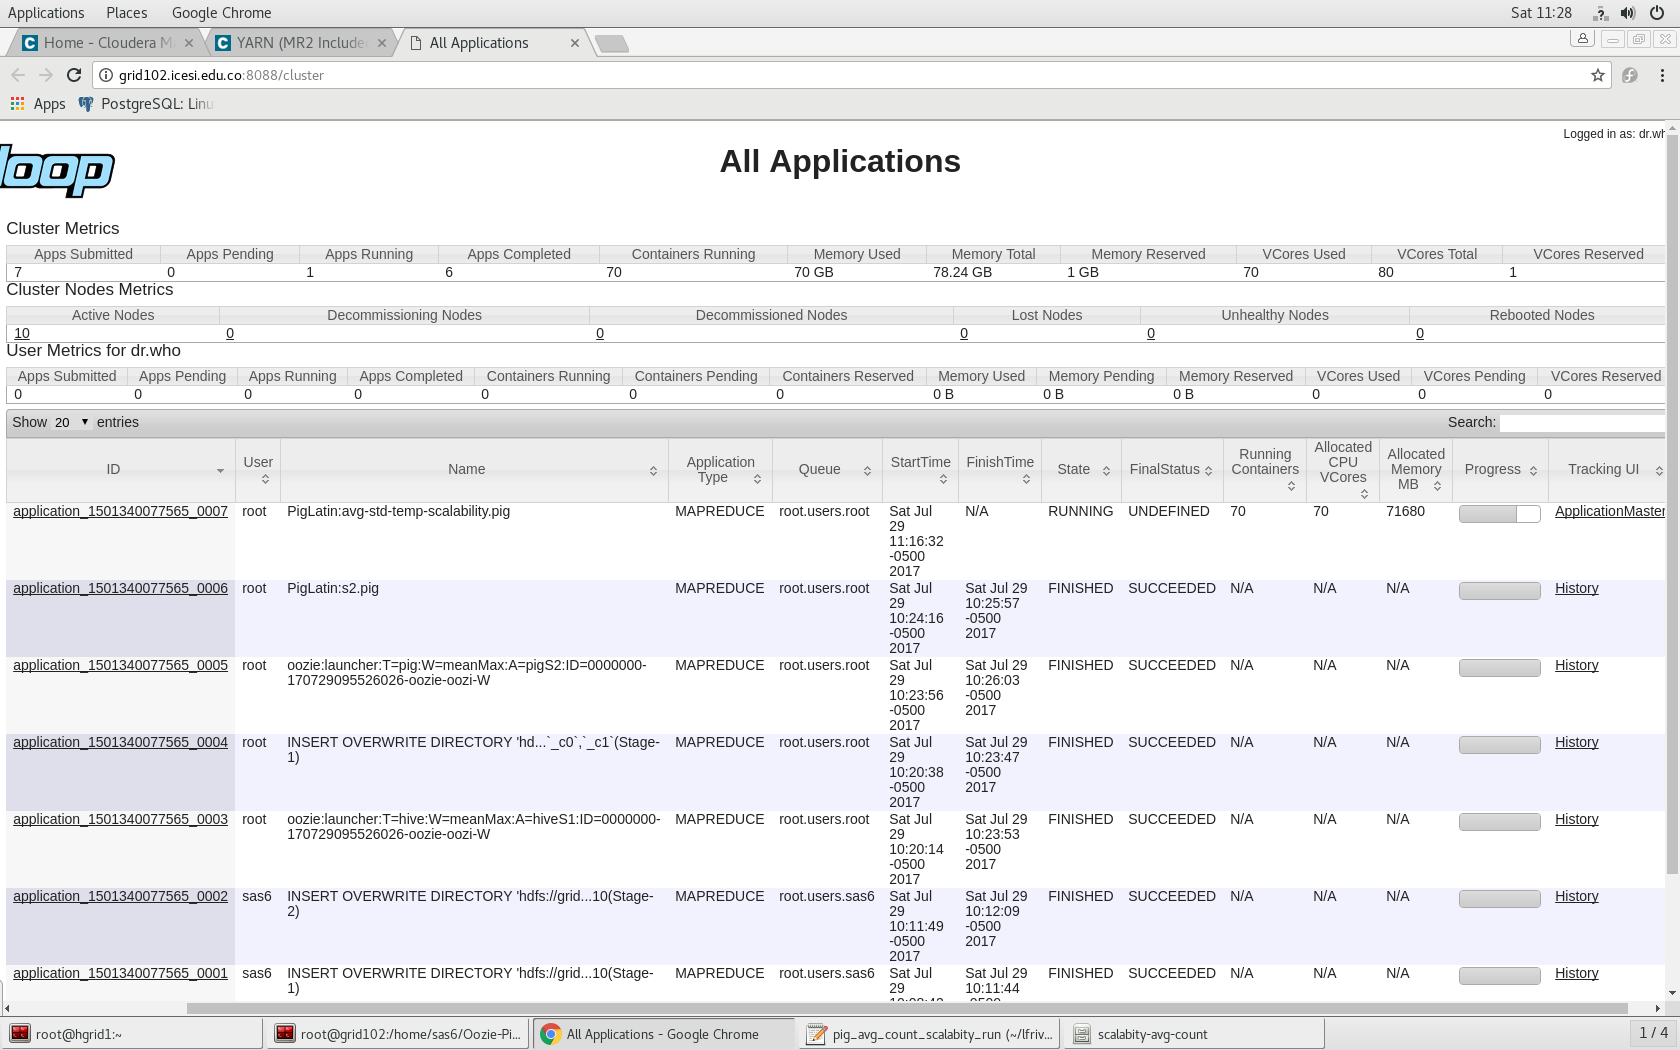 Applications Places Google Chrome Sat 11:28
Home - Cloudera M YARN (MR2 Include All Applications
grid102.icesi.edu.co:8088/cluster
Apps PostgreSQL: Linu
Logged in as: dr.wh
loop
All Applications
Cluster Metrics
Apps Submitted Apps Pending Apps Running Apps Completed Containers Running Memory Used Memory Total Memory Reserved VCores Used VCores Total VCores Reserved
7 0 1 6 70 70 GB 78.24 GB 1 GB 70 80 1
Cluster Nodes Metrics
Active Nodes Decommissioning Nodes Decommissioned Nodes Lost Nodes Unhealthy Nodes Rebooted Nodes
10 0 0 0 0 0
User Metrics for dr.who
Apps Submitted Apps Pending Apps Running Apps Completed Containers Running Containers Pending Containers Reserved Memory Used Memory Pending Memory Reserved VCores Used VCores Pending VCores Reserved
0 0 0 0 0 0 0 0 B 0 B 0 B 0 0 0
Show 20 entries Search:
ID User Name Application Type Queue StartTime FinishTime State FinalStatus Running Containers Allocated CPU VCores Allocated Memory MB Progress Tracking UI
application_1501340077565_0007 root PigLatin:avg-std-temp-scalability.pig MAPREDUCE root.users.root Sat Jul N/A RUNNING UNDEFINED 70 70 71680 ApplicationMaster
29
11:16:32
-0500
2017
application_1501340077565_0006 root PigLatin:s2.pig MAPREDUCE root.users.root Sat Jul Sat Jul 29 FINISHED SUCCEEDED N/A N/A N/A History
29 10:25:57
10:24:16 -0500
-0500 2017
2017
application_1501340077565_0005 root oozie:launcher:T=pig:W=meanMax:A=pigS2:ID=0000000- MAPREDUCE root.users.root Sat Jul Sat Jul 29 FINISHED SUCCEEDED N/A N/A N/A History
170729095526026-oozie-oozi-W 29 10:26:03
10:23:56 -0500
-0500 2017
2017
application_1501340077565_0004 root INSERT OVERWRITE DIRECTORY 'hd...`_c0`,`_c1`(Stage- MAPREDUCE root.users.root Sat Jul Sat Jul 29 FINISHED SUCCEEDED N/A N/A N/A History
1) 29 10:23:47
10:20:38 -0500
-0500 2017
2017
application_1501340077565_0003 root oozie:launcher:T=hive:W=meanMax:A=hiveS1:ID=0000000- MAPREDUCE root.users.root Sat Jul Sat Jul 29 FINISHED SUCCEEDED N/A N/A N/A History
170729095526026-oozie-oozi-W 29 10:23:53
10:20:14 -0500
-0500 2017
2017
application_1501340077565_0002 sas6 INSERT OVERWRITE DIRECTORY 'hdfs://grid...10(Stage- MAPREDUCE root.users.sas6 Sat Jul Sat Jul 29 FINISHED SUCCEEDED N/A N/A N/A History
2) 29 10:12:09
10:11:49 -0500
-0500 2017
2017
application_1501340077565_0001 sas6 INSERT OVERWRITE DIRECTORY 'hdfs://grid...10(Stage- MAPREDUCE root.users.sas6 Sat Jul Sat Jul 29 FINISHED SUCCEEDED N/A N/A N/A History
1) 29 10:11:44
root@hgrid1:~ root@grid102:/home/sas6/Oozie-Pi... All Applications - Google Chrome pig_avg_count_scalabity_run (~/lfriv... scalabity-avg-count 1 / 4